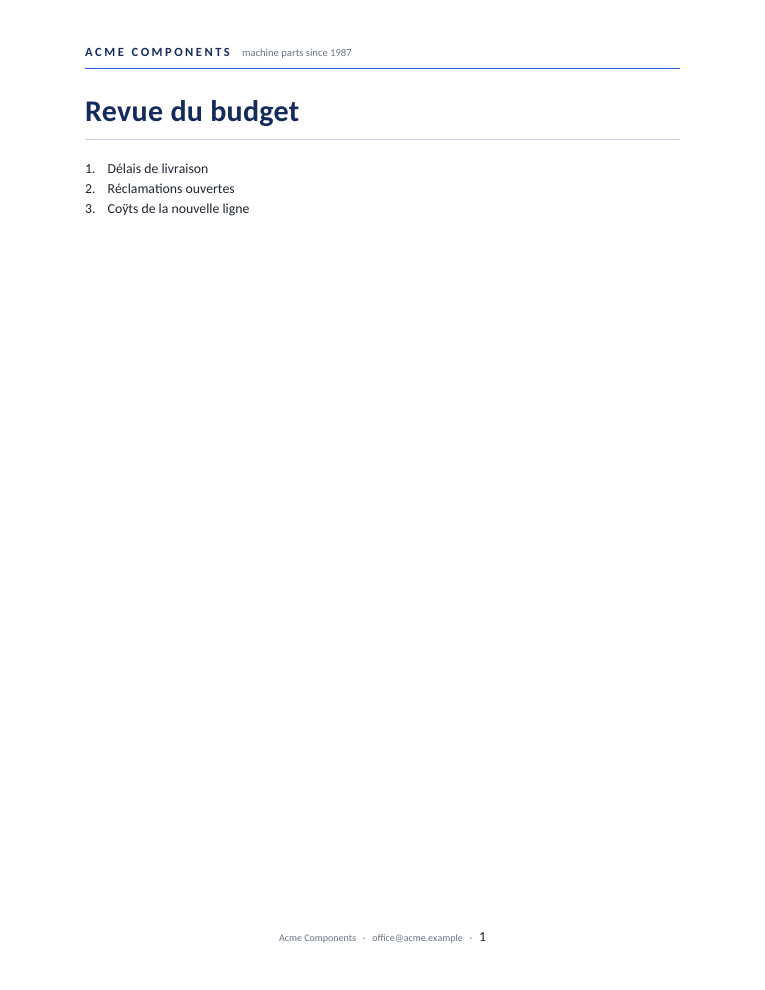 ACME COMPONENTS machine parts since 1987
Revue du budget
1. Délais de livraison
2. Réclamations ouvertes
3. Coÿts de la nouvelle ligne
Acme Components · office@acme.example · 1